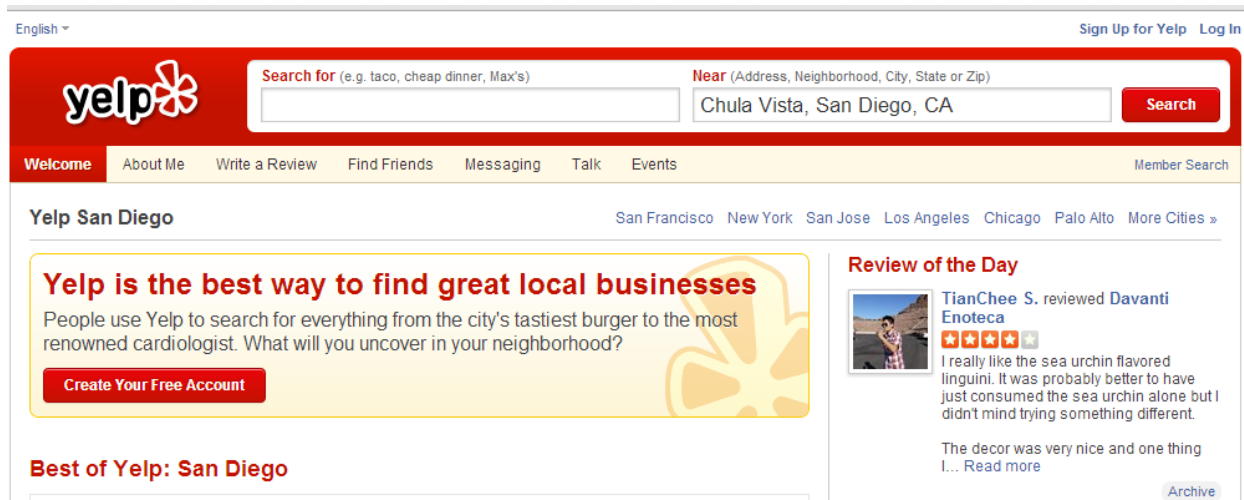 English
Sign Up for Yelp Log In
yelp
Search for (e.g. taco, cheap dinner, Max's)
Near (Address, Neighborhood, City, State or Zip)
Chula Vista, San Diego, CA
Search
Welcome About Me Write a Review Find Friends Messaging Talk Events
Member Search
Yelp San Diego
San Francisco New York San Jose Los Angeles Chicago Palo Alto More Cities »
Yelp is the best way to find great local businesses
People use Yelp to search for everything from the city's tastiest burger to the most
renowned cardiologist. What will you uncover in your neighborhood?
Create Your Free Account
Best of Yelp: San Diego
Review of the Day
TianChee S. reviewed Davanti
Enoteca
I really like the sea urchin flavored
linguini. It was probably better to have
just consumed the sea urchin alone but I
didn't mind trying something different.
The decor was very nice and one thing
I... Read more
Archive